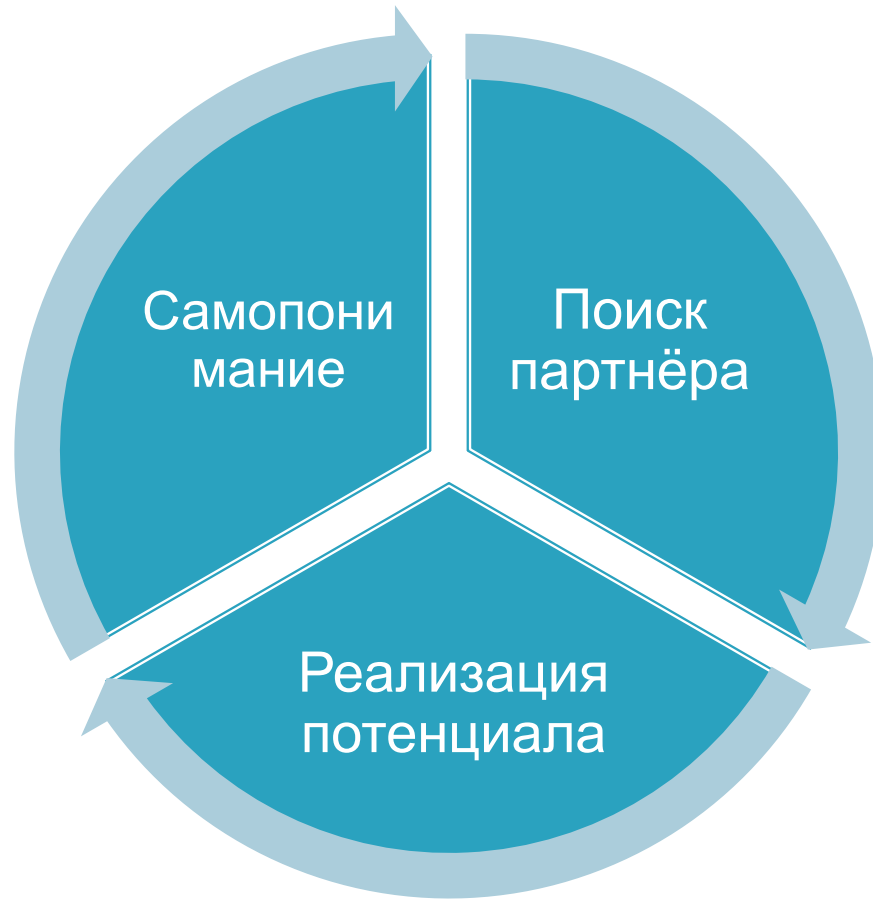 Самопони
мание
Поиск
партнёра
Реализация
потенциала